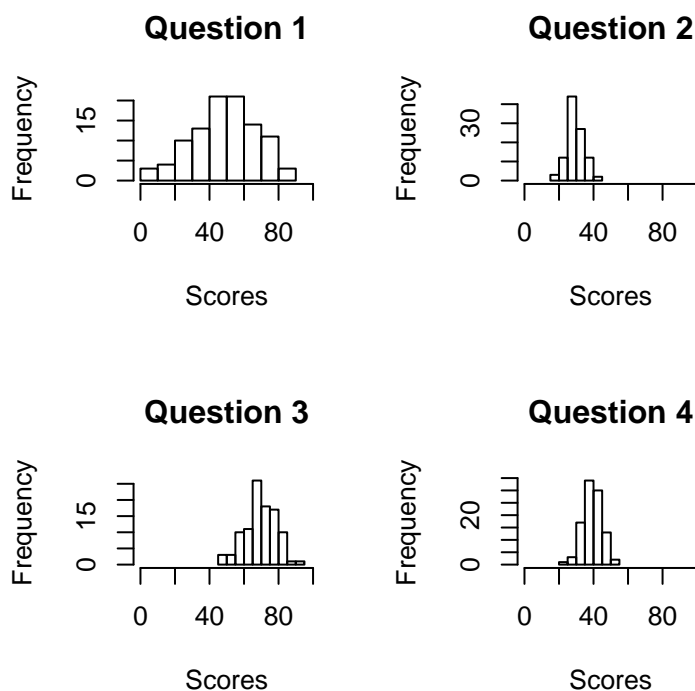 Question 1
Frequency
15
0
0 40 80
Scores
Question 2
Frequency
30
0
0 40 80
Scores
Question 3
Frequency
15
0
0 40 80
Scores
Question 4
Frequency
20
0
0 40 80
Scores